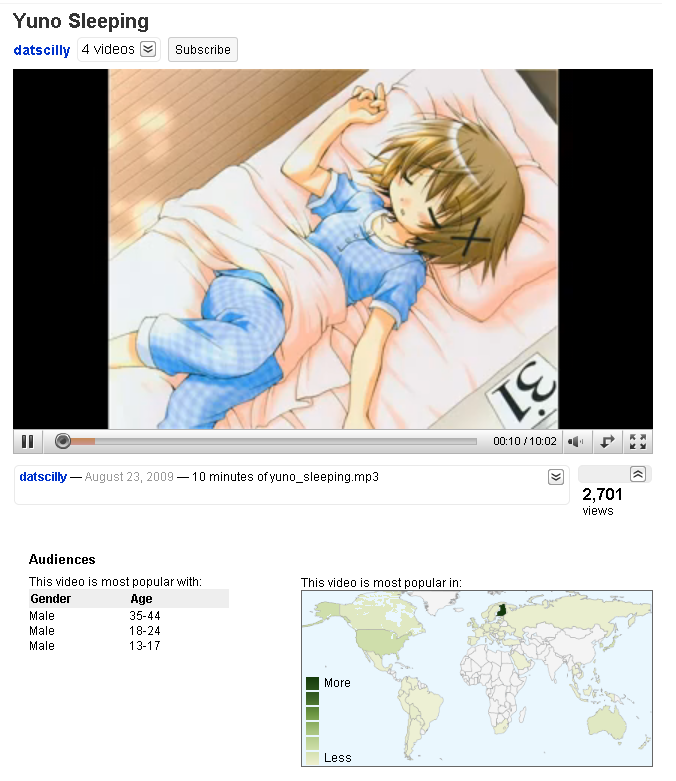 Yuno Sleeping
datscilly 4 videos Subscribe
00:10 / 10:02
datscilly — August 23, 2009 — 10 minutes of yuno_sleeping.mp3
2,701
views
Audiences
This video is most popular with:
Gender Age
Male 35-44
Male 18-24
Male 13-17
This video is most popular in:
More
Less